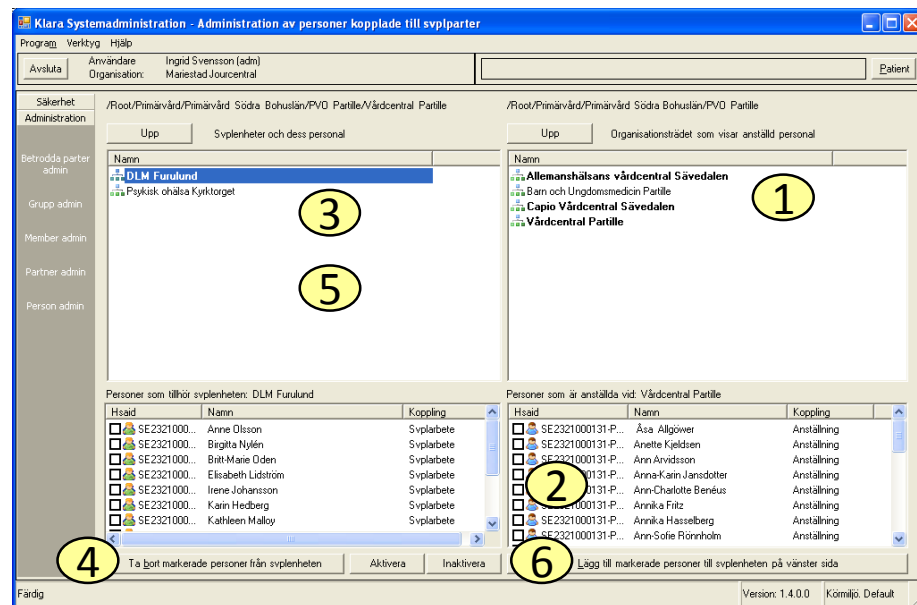 Klara Systemadministration - Administration av personer kopplade till svplparter
Program Verktyg Hjälp
Avsluta
Användare Ingrid Svensson (adm)
Organisation: Mariestad Jourcentral
Patient
Säkerhet
Administration
Betrodda parter admin
Grupp admin
Member admin
Partner admin
Person admin
/Root/Primärvård/Primärvård Södra Bohuslän/PVO Partille/Vårdcentral Partille
Upp Svplenheter och dess personal
Namn
DLM Furulund
Psykisk ohälsa Kyrktorget
3
5
/Root/Primärvård/Primärvård Södra Bohuslän/PVO Partille
Upp Organisationsträdet som visar anställd personal
Namn
Allemanshälsans vårdcentral Sävedalen
Barn och Ungdomsmedicin Partille
Capio Vårdcentral Sävedalen
Vårdcentral Partille
1
Personer som tillhör svplenheten: DLM Furulund
Hsaid Namn Koppling
SE2321000... Anne Olsson Svplarbete
SE2321000... Birgitta Nylén Svplarbete
SE2321000... Britt-Marie Oden Svplarbete
SE2321000... Elisabeth Lidström Svplarbete
SE2321000... Irene Johansson Svplarbete
SE2321000... Karin Hedberg Svplarbete
SE2321000... Kathleen Malloy Svplarbete
4
Ta bort markerade personer från svplenheten Aktivera Inaktivera
Personer som är anställda vid: Vårdcentral Partille
Hsaid Namn Koppling
SE2321000131-P... Åsa Allgöwer Anställning
SE2321000131-P... Anette Kjeldsen Anställning
SE2321000131-P... Ann Arvidsson Anställning
SE2321000131-P... Anna-Karin Jansdotter Anställning
SE2321000131-P... Ann-Charlotte Benéus Anställning
SE2321000131-P... Annika Fritz Anställning
SE2321000131-P... Annika Hasselberg Anställning
SE2321000131-P... Ann-Sofie Rönnholm Anställning
2
6
Lägg till markerade personer till svplenheten på vänster sida
Färdig
Version: 1.4.0.0 Körmiljö. Default